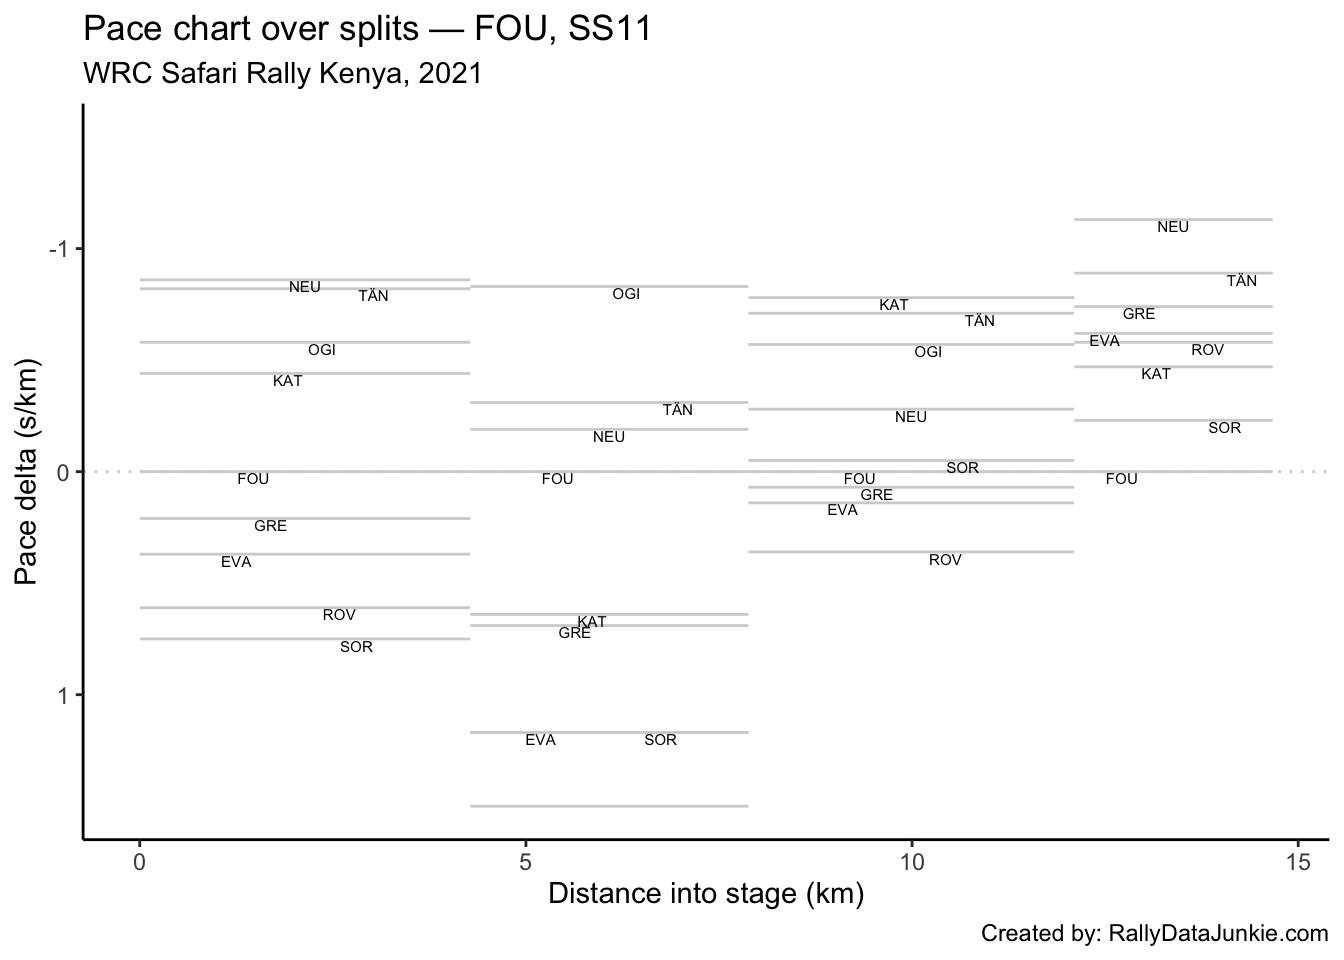 Pace chart over splits — FOU, SS11
WRC Safari Rally Kenya, 2021
Pace delta (s/km)
-1
0
1
NEU
TÄN
OGI
KAT
FOU
GRE
EVA
ROV
SOR
OGI
TÄN
NEU
FOU
KAT
GRE
EVA SOR
KAT
TÄN
OGI
NEU
SOR
FOU
GRE
EVA
ROV
NEU
TÄN
GRE
EVA
ROV
KAT
SOR
FOU
0 5 10 15
Distance into stage (km)
Created by: RallyDataJunkie.com